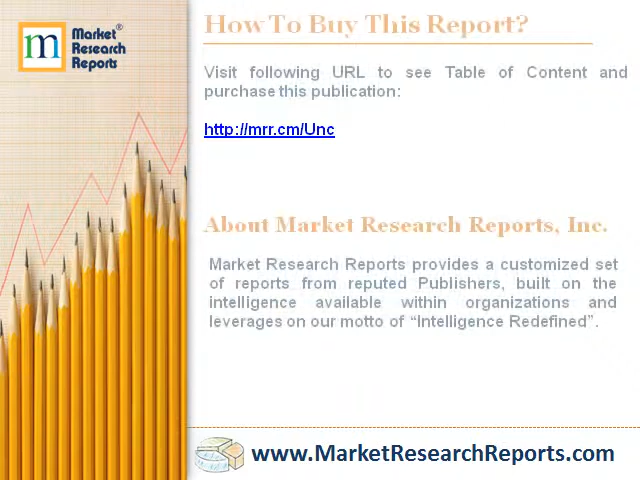 m
Market®
Research
Reports
How To Buy This Report?
Visit following URL to see Table of Content and
purchase this publication:
http://mrr.cm/Unc
About Market Research Reports, Inc.
Market Research Reports provides a customized set
of reports from reputed Publishers, built on the
intelligence available within organizations and
leverages on our motto of “Intelligence Redefined”.
www.MarketResearchReports.com